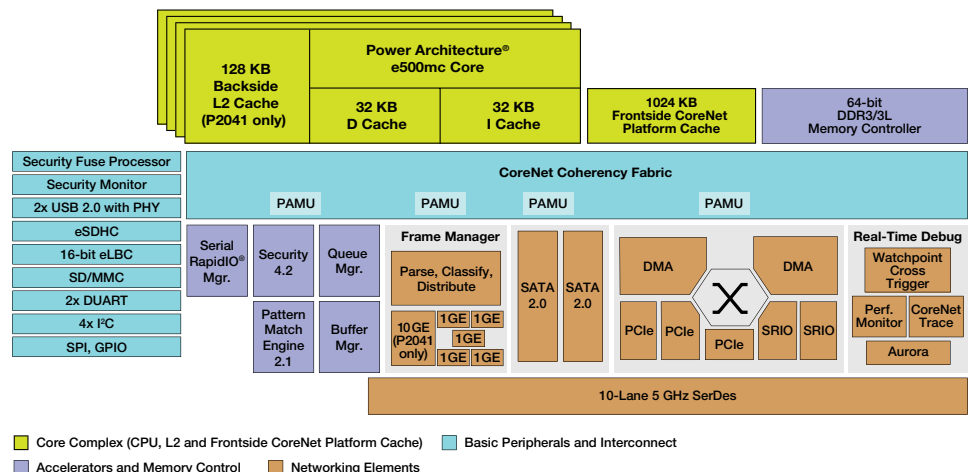 128 KB
Backside
L2 Cache
(P2041 only)
Power Architecture®
e500mc Core
32 KB
D Cache
32 KB
I Cache
1024 KB
Frontside CoreNet
Platform Cache
64-bit
DDR3/3L
Memory Controller
Security Fuse Processor
Security Monitor
2x USB 2.0 with PHY
eSDHC
16-bit eLBC
SD/MMC
2x DUART
4x I²C
SPI, GPIO
CoreNet Coherency Fabric
PAMU
PAMU
PAMU
PAMU
Serial
RapidIO®
Mgr.
Security
4.2
Queue
Mgr.
Pattern
Match
Engine
2.1
Buffer
Mgr.
Frame Manager
Parse, Classify,
Distribute
10GE
(P2041
only)
1GE
1GE
1GE
1GE
1GE
SATA
2.0
SATA
2.0
DMA
DMA
PCIe
PCIe
PCIe
SRIO
SRIO
Real-Time Debug
Watchpoint
Cross
Trigger
Perf.
Monitor
CoreNet
Trace
Aurora
10-Lane 5 GHz SerDes
Core Complex (CPU, L2 and Frontside CoreNet Platform Cache)
Basic Peripherals and Interconnect
Accelerators and Memory Control
Networking Elements